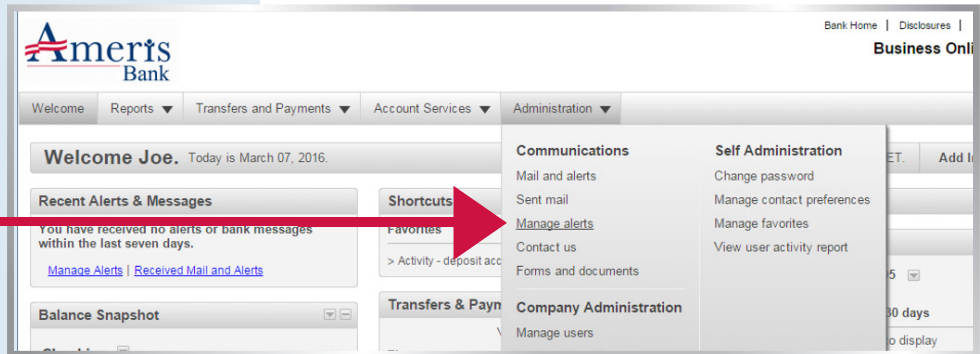 Ameris
Bank
Bank Home | Disclosures |
Business Onli
Welcome Reports Transfers and Payments Account Services Administration
Welcome Joe. Today is March 07, 2016.
ET. Add
Communications
Mail and alerts
Sent mail
Manage alerts
Contact us
Forms and documents
Company Administration
Manage users
Self Administration
Change password
Manage contact preferences
Manage favorites
View user activity report
Recent Alerts & Messages
You have received no alerts or bank messages
within the last seven days.
Manage Alerts | Received Mail and Alerts
Balance Snapshot
Shortcuts
Favorites
> Activity - deposit acc
Transfers & Paym
5
30 days
o display